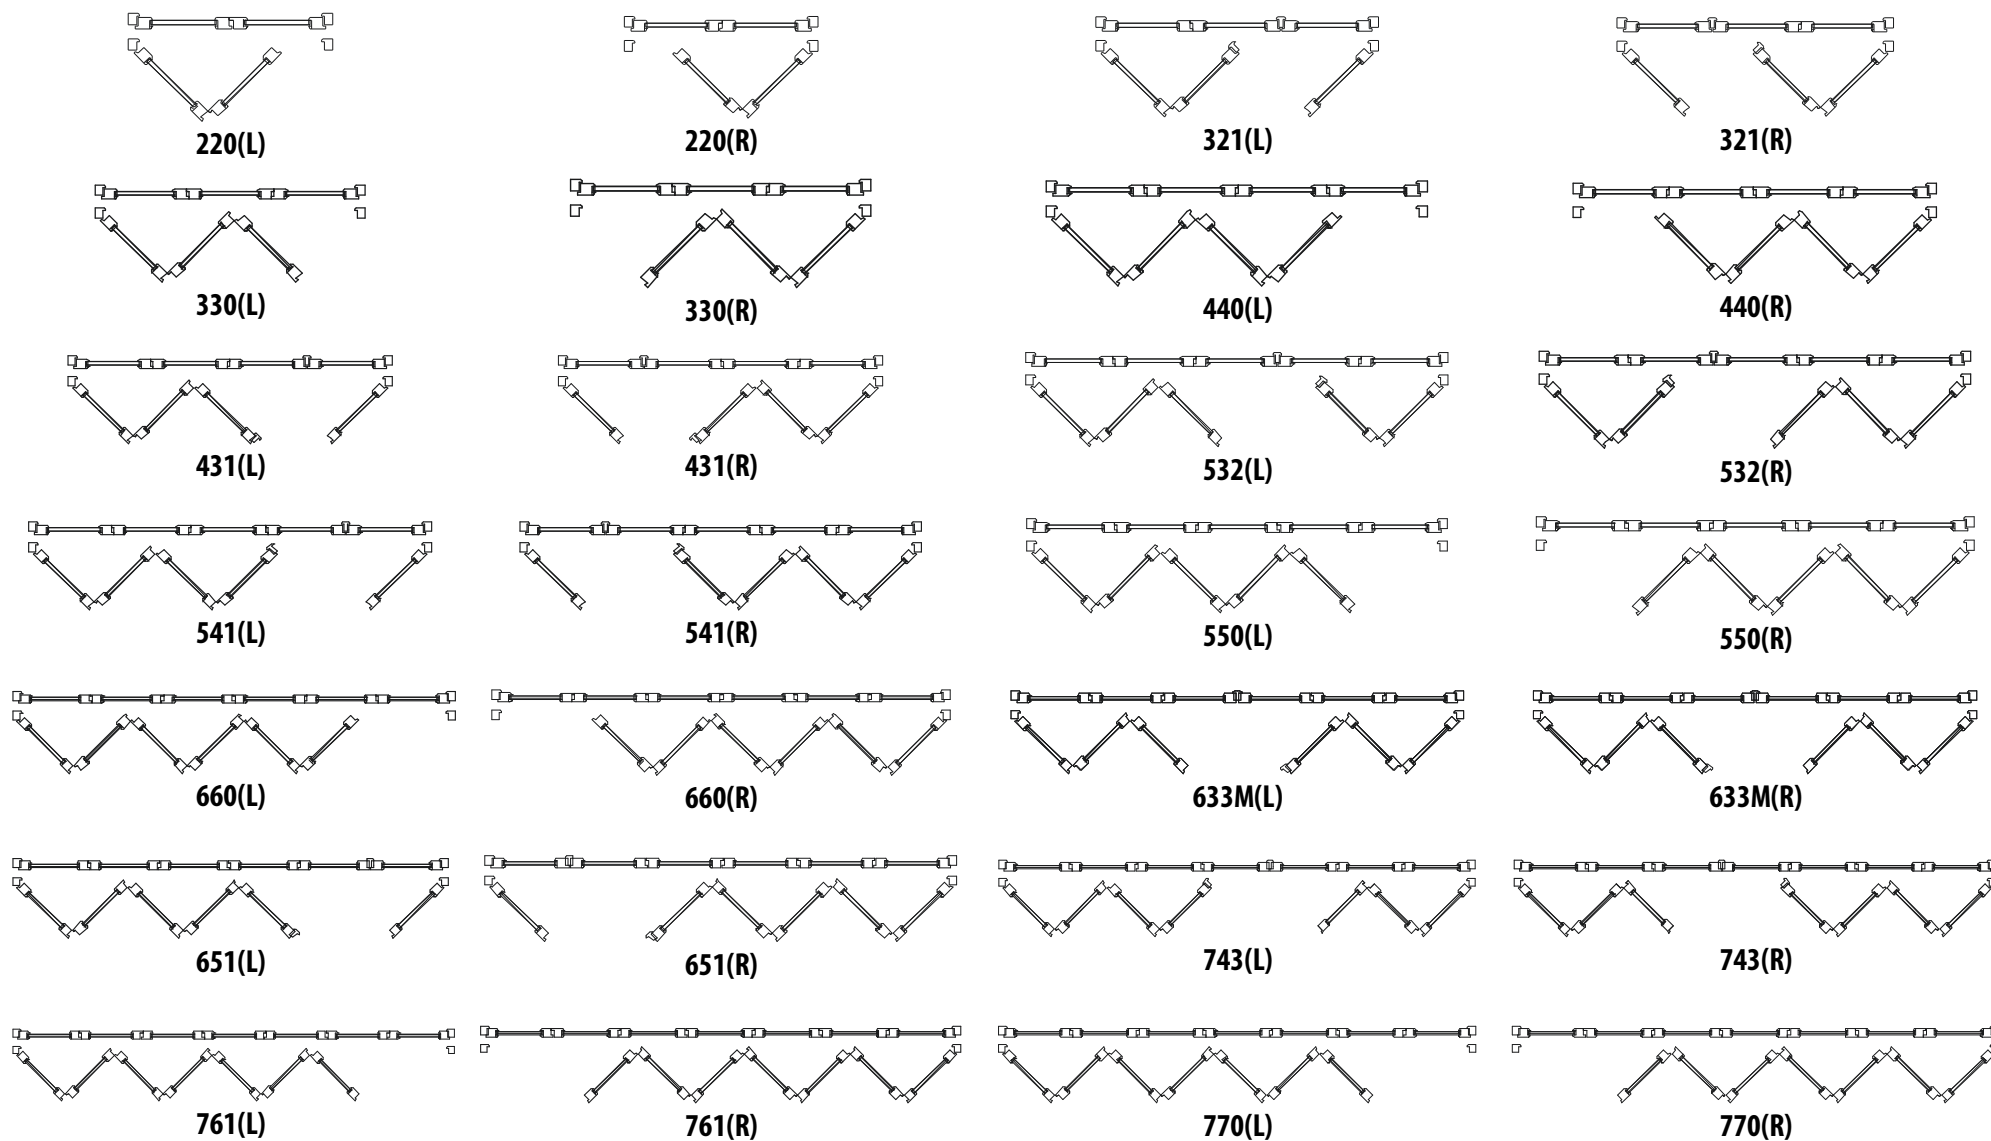 220(L) 220(R) 321(L) 321(R)
330(L) 330(R) 440(L) 440(R)
431(L) 431(R) 532(L) 532(R)
541(L) 541(R) 550(L) 550(R)
660(L) 660(R) 633M(L) 633M(R)
651(L) 651(R) 743(L) 743(R)
761(L) 761(R) 770(L) 770(R)